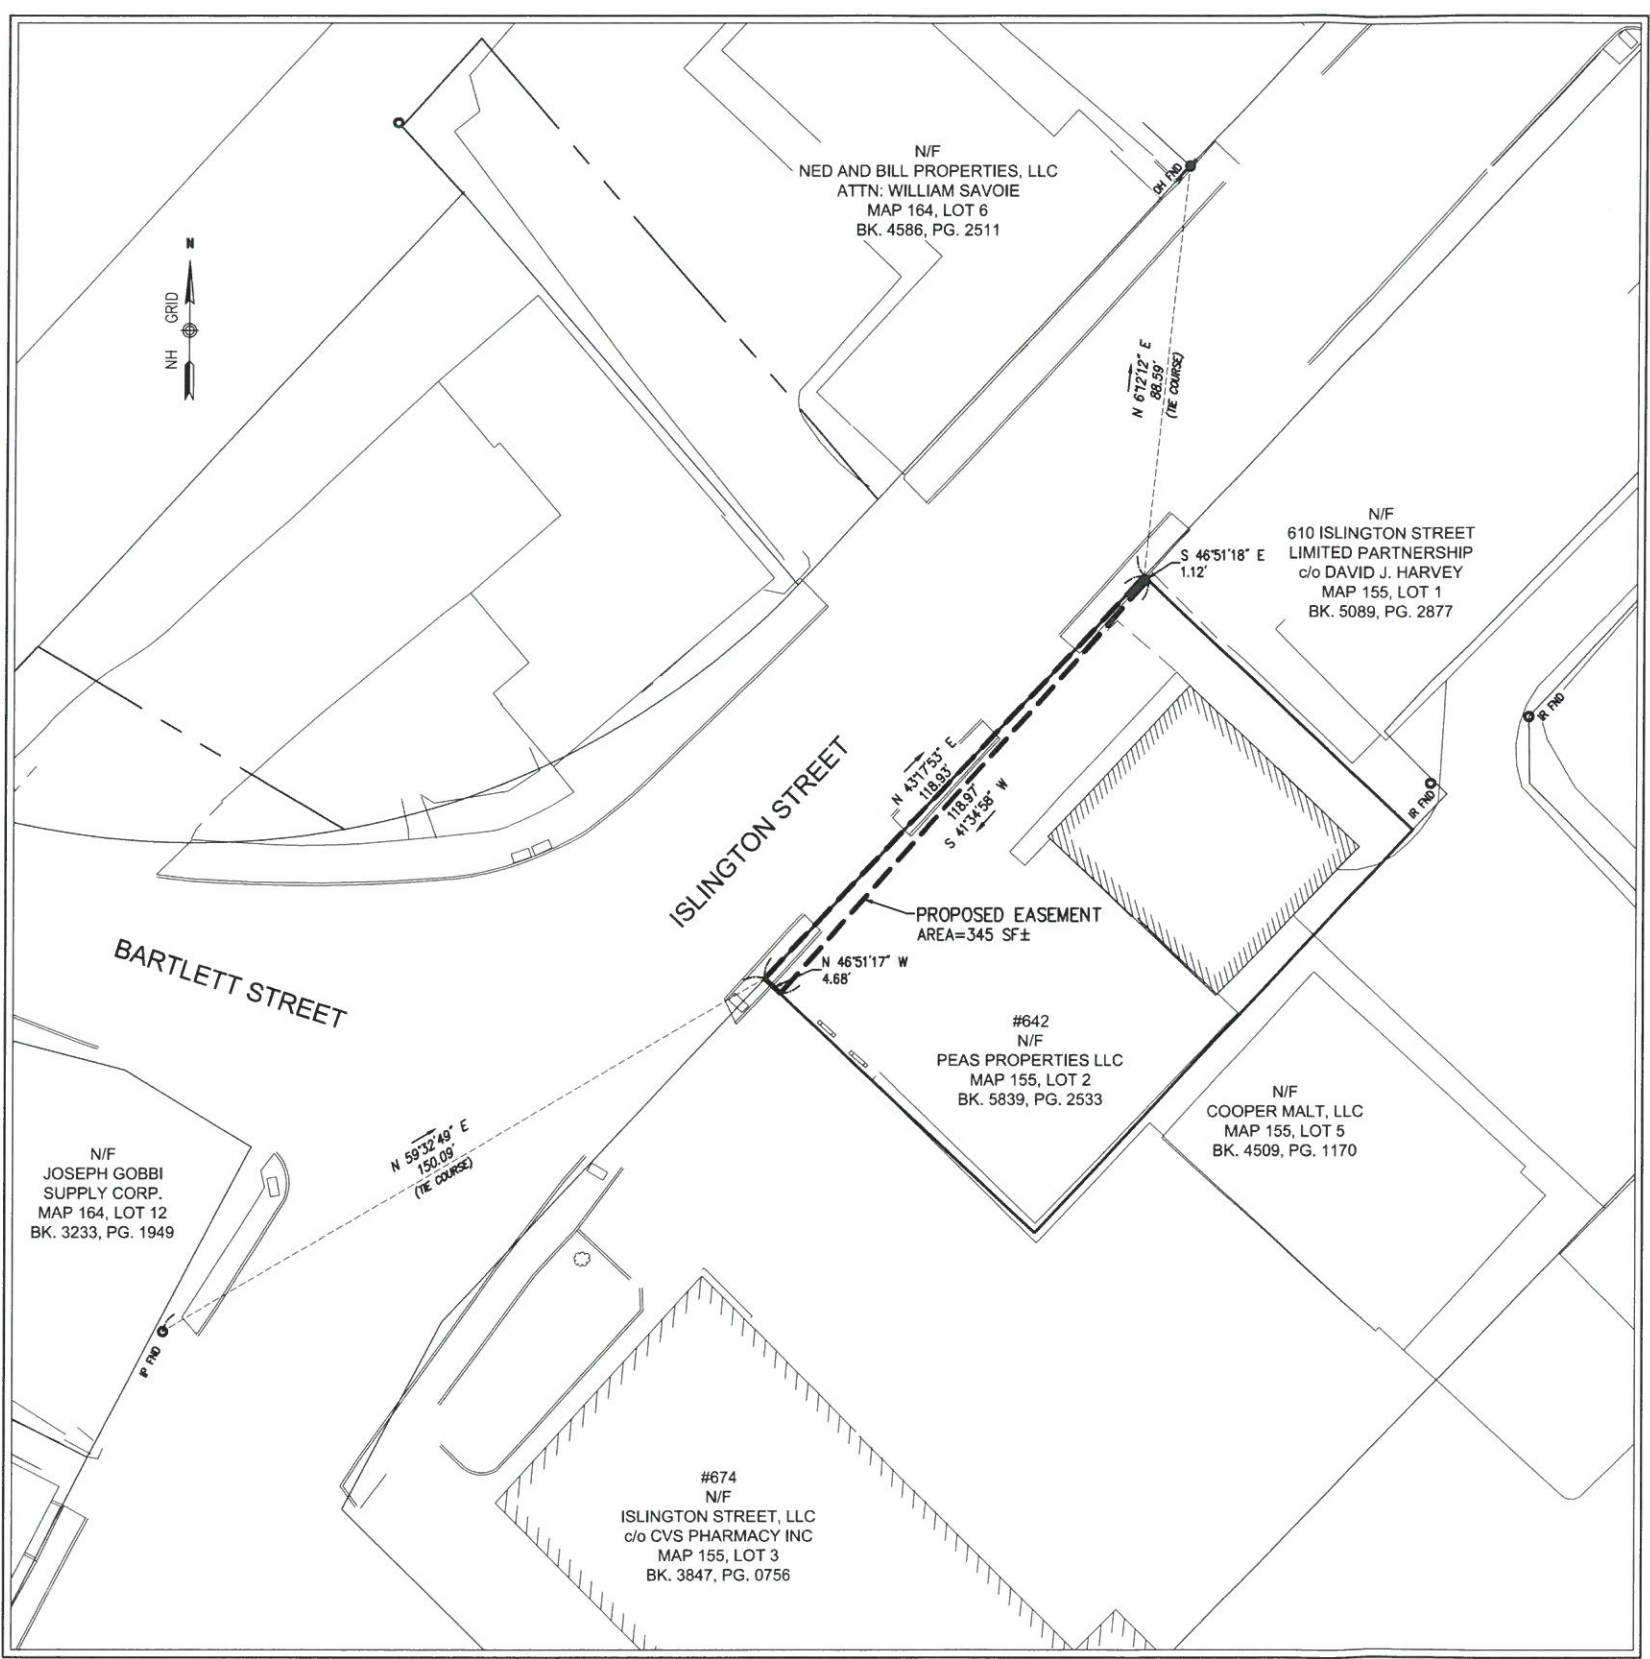 N/F
NED AND BILL PROPERTIES, LLC
ATTN: WILLIAM SAVOIE
MAP 164, LOT 6
BK. 4586, PG. 2511
DH FND
N
NH GRID
N 6°12'12" E
88.59'
(TIE COURSE)
N/F
610 ISLINGTON STREET
LIMITED PARTNERSHIP
c/o DAVID J. HARVEY
MAP 155, LOT 1
BK. 5089, PG. 2877
S 46°51'18" E
1.12'
IR FND
IR FND
N 43°17'53" E
118.93'
118.97'
S 41°34'58" W
ISLINGTON STREET
PROPOSED EASEMENT
AREA=345 SF±
N 46°51'17" W
4.68'
BARTLETT STREET
#642
N/F
PEAS PROPERTIES LLC
MAP 155, LOT 2
BK. 5839, PG. 2533
N/F
COOPER MALT, LLC
MAP 155, LOT 5
BK. 4509, PG. 1170
N 59°32'49" E
150.09'
(TIE COURSE)
N/F
JOSEPH GOBBI
SUPPLY CORP.
MAP 164, LOT 12
BK. 3233, PG. 1949
IP FND
#674
N/F
ISLINGTON STREET, LLC
c/o CVS PHARMACY INC
MAP 155, LOT 3
BK. 3847, PG. 0756